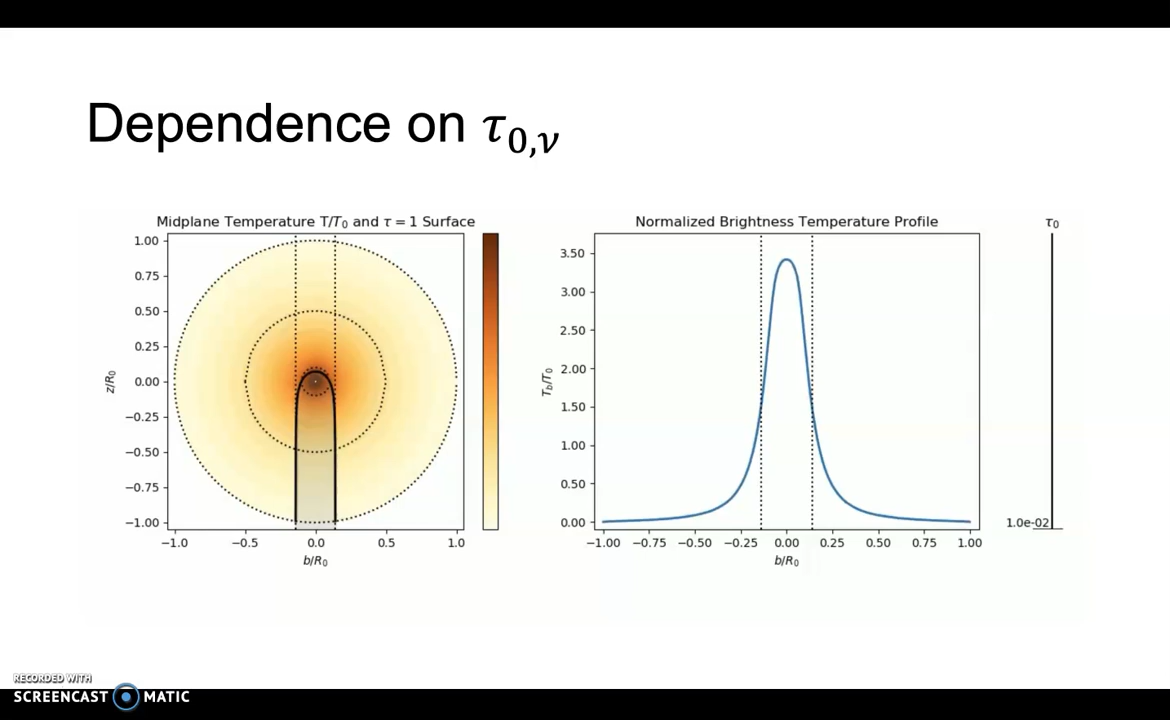 Dependence on τ₀,ᵥ
Midplane Temperature T/T₀ and τ = 1 Surface
1.00
0.75
0.50
0.25
0.00
−0.25
−0.50
−0.75
−1.00
z/R₀
−1.0 −0.5 0.0 0.5 1.0
b/R₀
Normalized Brightness Temperature Profile
3.50
3.00
2.50
2.00
1.50
1.00
0.50
0.00
T_b/T₀
−1.00 −0.75 −0.50 −0.25 0.00 0.25 0.50 0.75 1.00
b/R₀
τ₀
1.0e-02
RECORDED WITH
SCREENCAST MATIC